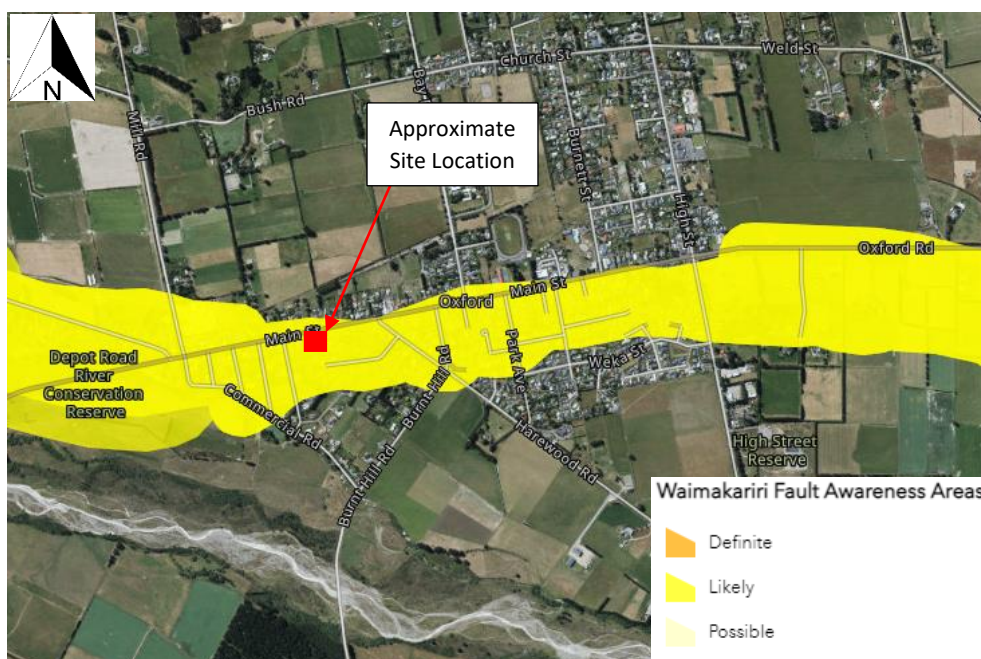 N
Church St
Weld St
Bush Rd
Bay
Mill Rd
Approximate
Site Location
Burnett St
High St
Oxford Rd
Oxford
Main St
Main St
Depot Road
River
Conservation
Reserve
Park Ave
Weka St
Burnt Hill Rd
Commercial Rd
Harewood Rd
High Street
Reserve
Burnt Hill Rd
Waimakariri Fault Awareness Areas
Definite
Likely
Possible